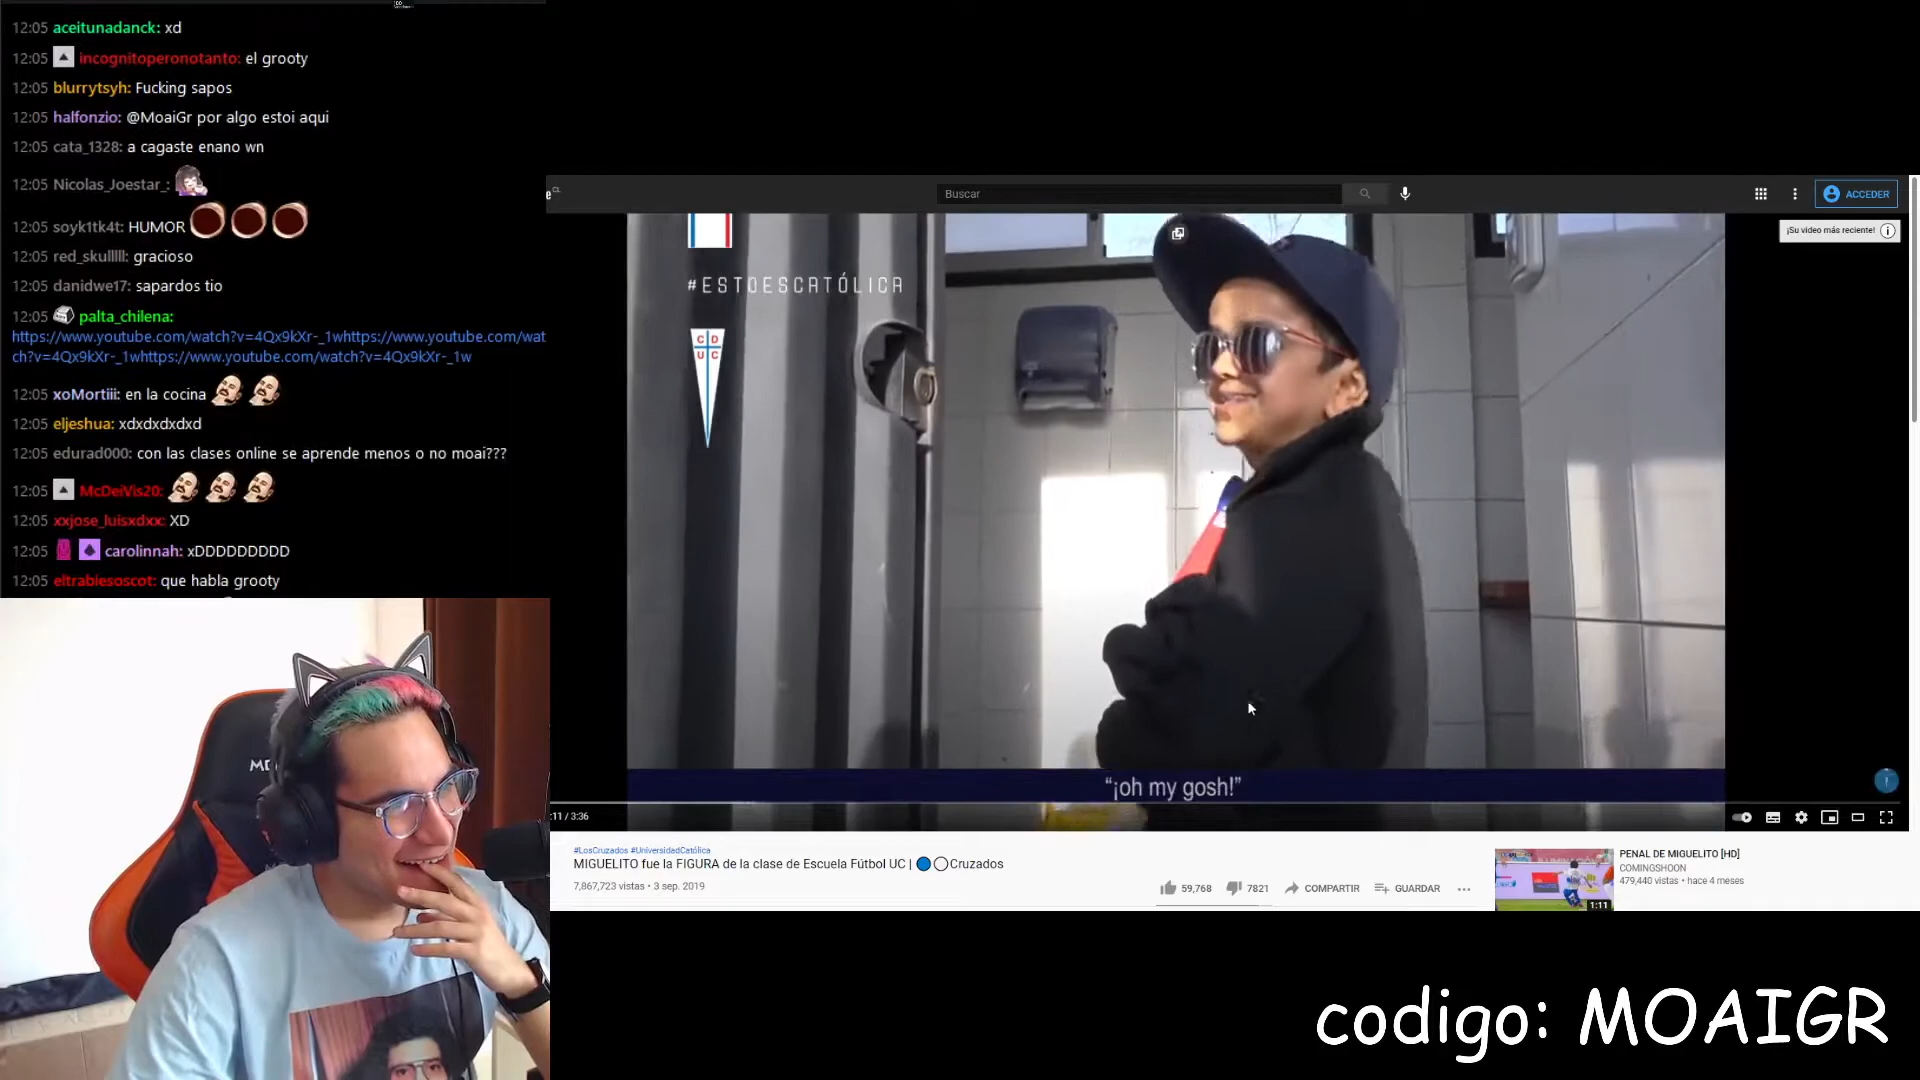 12:05 aceitunadanck: xd
12:05 incognitoperonotanto: el grooty
12:05 blurrytsyh: Fucking sapos
12:05 halfonzio: @MoaiGr por algo estoi aqui
12:05 cata_1328: a cagaste enano wn
12:05 Nicolas_Joestar_:
12:05 soyk1tk4t: HUMOR
12:05 red_skulllll: gracioso
12:05 danidwe17: sapardos tio
12:05 palta_chilena:
https://www.youtube.com/watch?v=4Qx9kXr-_1whttps://www.youtube.com/wat
ch?v=4Qx9kXr-_1whttps://www.youtube.com/watch?v=4Qx9kXr-_1w
12:05 xoMortiii: en la cocina
12:05 eljeshua: xdxdxdxdxd
12:05 edurad000: con las clases online se aprende menos o no moai???
12:05 McDeiVis20:
12:05 xxjose_luisxdxx: XD
12:05 carolinnah: xDDDDDDDDD
12:05 eltrabiesoscot: que habla grooty
e CL
Buscar
ACCEDER
¡Su video más reciente!
#ESTOESCATÓLICA
CD
UC
"¡oh my gosh!"
:11 / 3:36
#LosCruzados #UniversidadCatólica
MIGUELITO fue la FIGURA de la clase de Escuela Fútbol UC | Cruzados
7,867,723 vistas • 3 sep. 2019
59,768
7821
COMPARTIR
GUARDAR
PENAL DE MIGUELITO [HD]
COMINGSHOON
479,440 vistas • hace 4 meses
1:11
codigo: MOAIGR